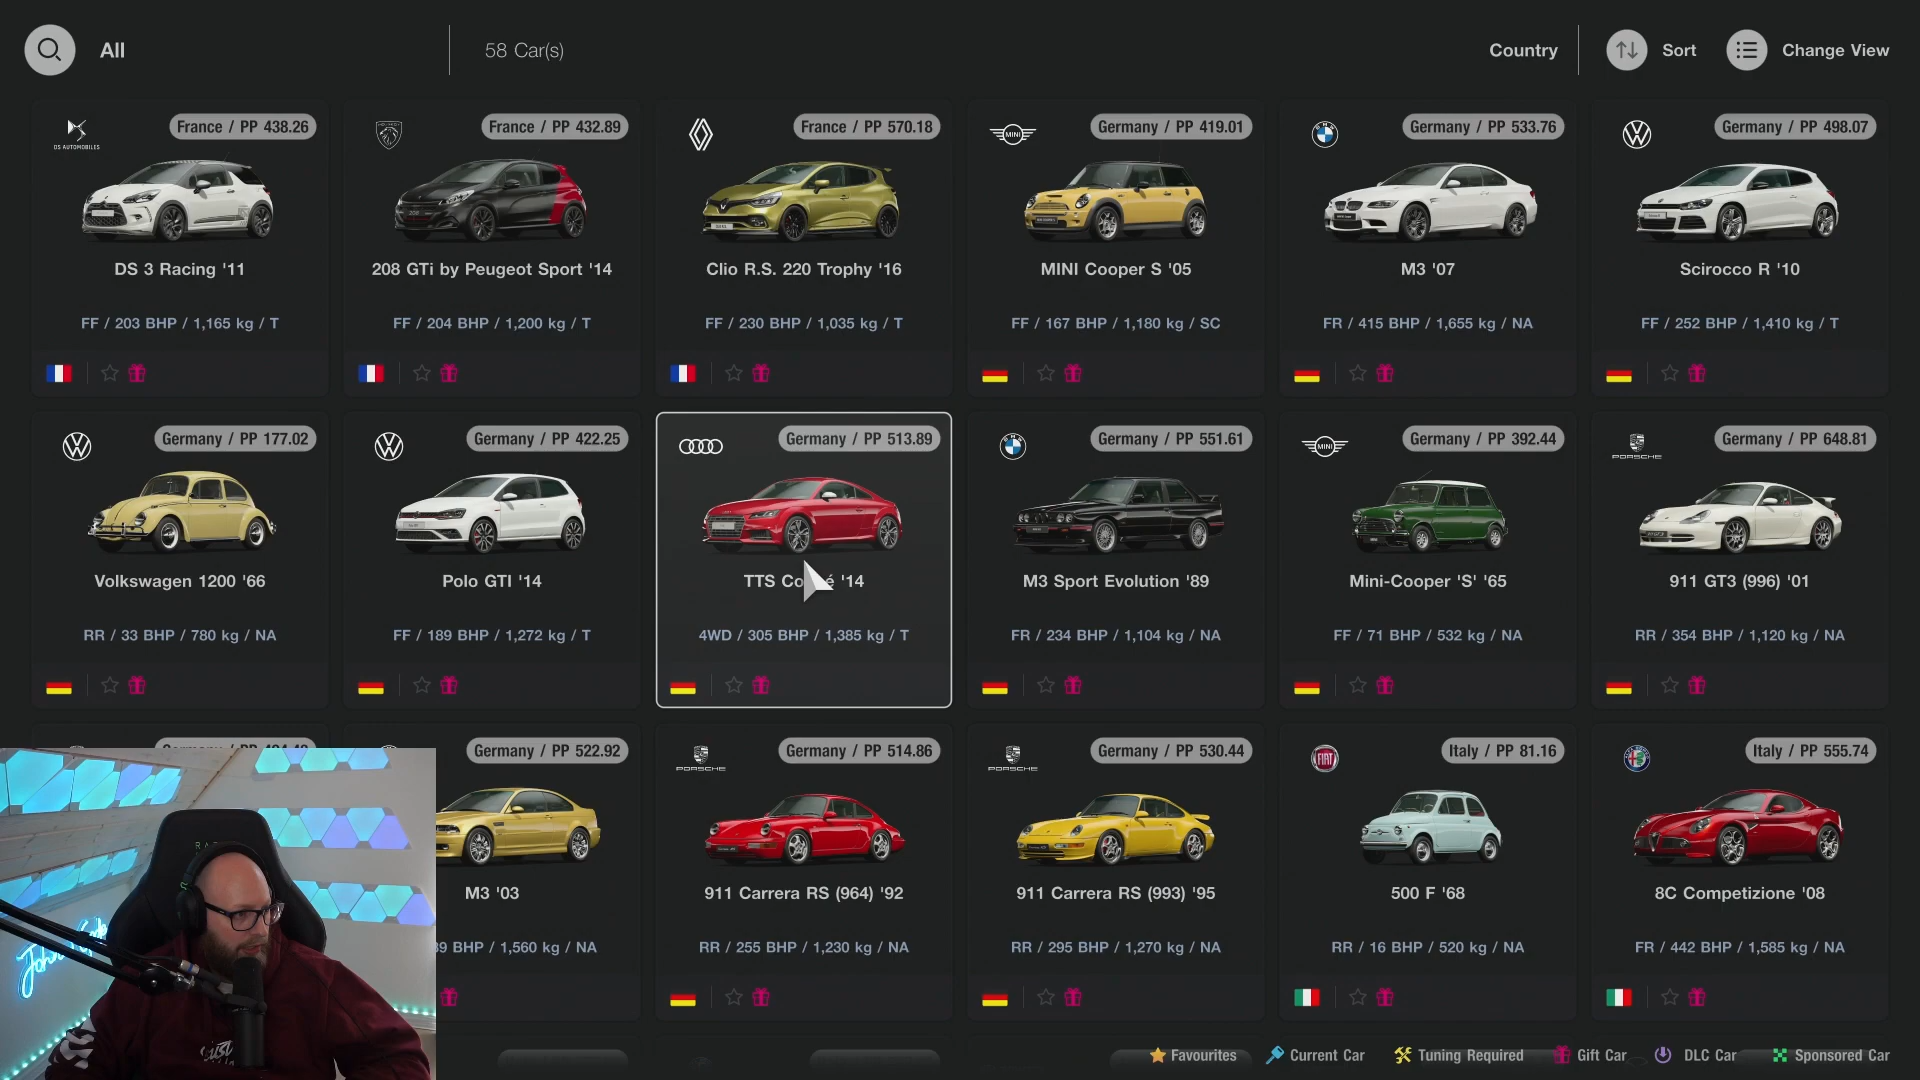 All
58 Car(s)
Country
Sort
Change View
DS AUTOMOBILES
France / PP 438.26
DS 3 Racing '11
FF / 203 BHP / 1,165 kg / T
France / PP 432.89
208 GTi by Peugeot Sport '14
FF / 204 BHP / 1,200 kg / T
France / PP 570.18
Clio R.S. 220 Trophy '16
FF / 230 BHP / 1,035 kg / T
MINI
Germany / PP 419.01
MINI Cooper S '05
FF / 167 BHP / 1,180 kg / SC
Germany / PP 533.76
M3 '07
FR / 415 BHP / 1,655 kg / NA
Germany / PP 498.07
Scirocco R '10
FF / 252 BHP / 1,410 kg / T
Germany / PP 177.02
Volkswagen 1200 '66
RR / 33 BHP / 780 kg / NA
Germany / PP 422.25
Polo GTI '14
FF / 189 BHP / 1,272 kg / T
Germany / PP 513.89
TTS '14
4WD / 305 BHP / 1,385 kg / T
Germany / PP 551.61
M3 Sport Evolution '89
FR / 234 BHP / 1,104 kg / NA
MINI
Germany / PP 392.44
Mini-Cooper 'S' '65
FF / 71 BHP / 532 kg / NA
PORSCHE
Germany / PP 648.81
911 GT3 (996) '01
RR / 354 BHP / 1,120 kg / NA
Germany / PP 522.92
M3 '03
BHP / 1,560 kg / NA
PORSCHE
Germany / PP 514.86
911 Carrera RS (964) '92
RR / 255 BHP / 1,230 kg / NA
PORSCHE
Germany / PP 530.44
911 Carrera RS (993) '95
RR / 295 BHP / 1,270 kg / NA
FIAT
Italy / PP 81.16
500 F '68
RR / 16 BHP / 520 kg / NA
Italy / PP 555.74
8C Competizione '08
FR / 442 BHP / 1,585 kg / NA
Favourites
Current Car
Tuning Required
Gift Car
DLC Car
Sponsored Car